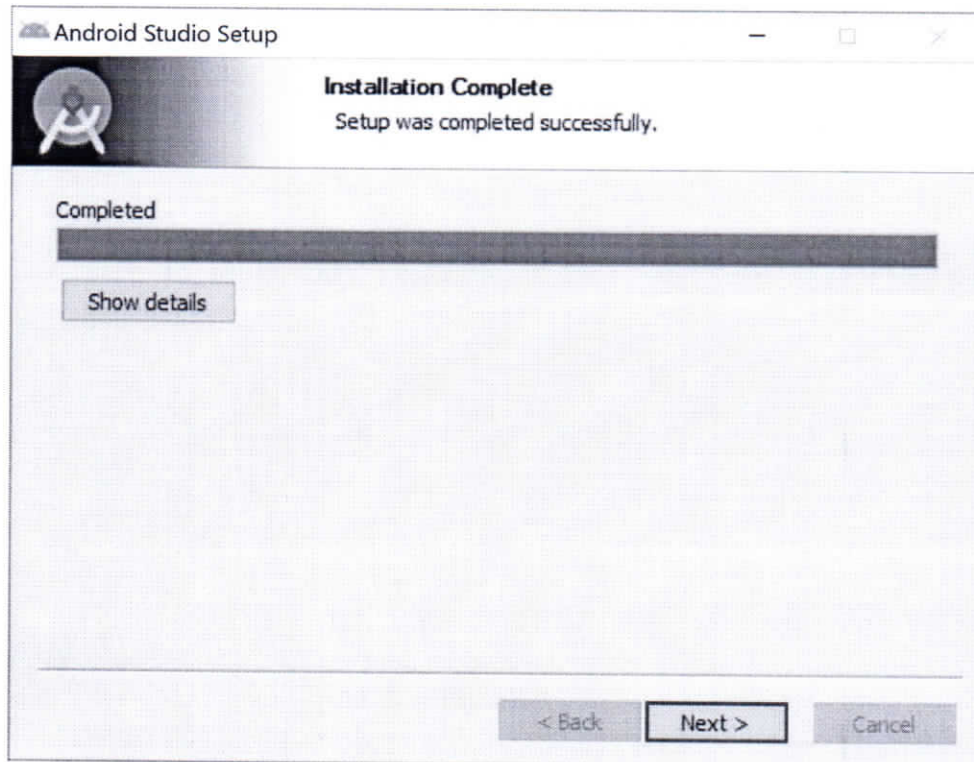 Android Studio Setup
Installation Complete
Setup was completed successfully.
Completed
Show details
< Back
Next >
Cancel